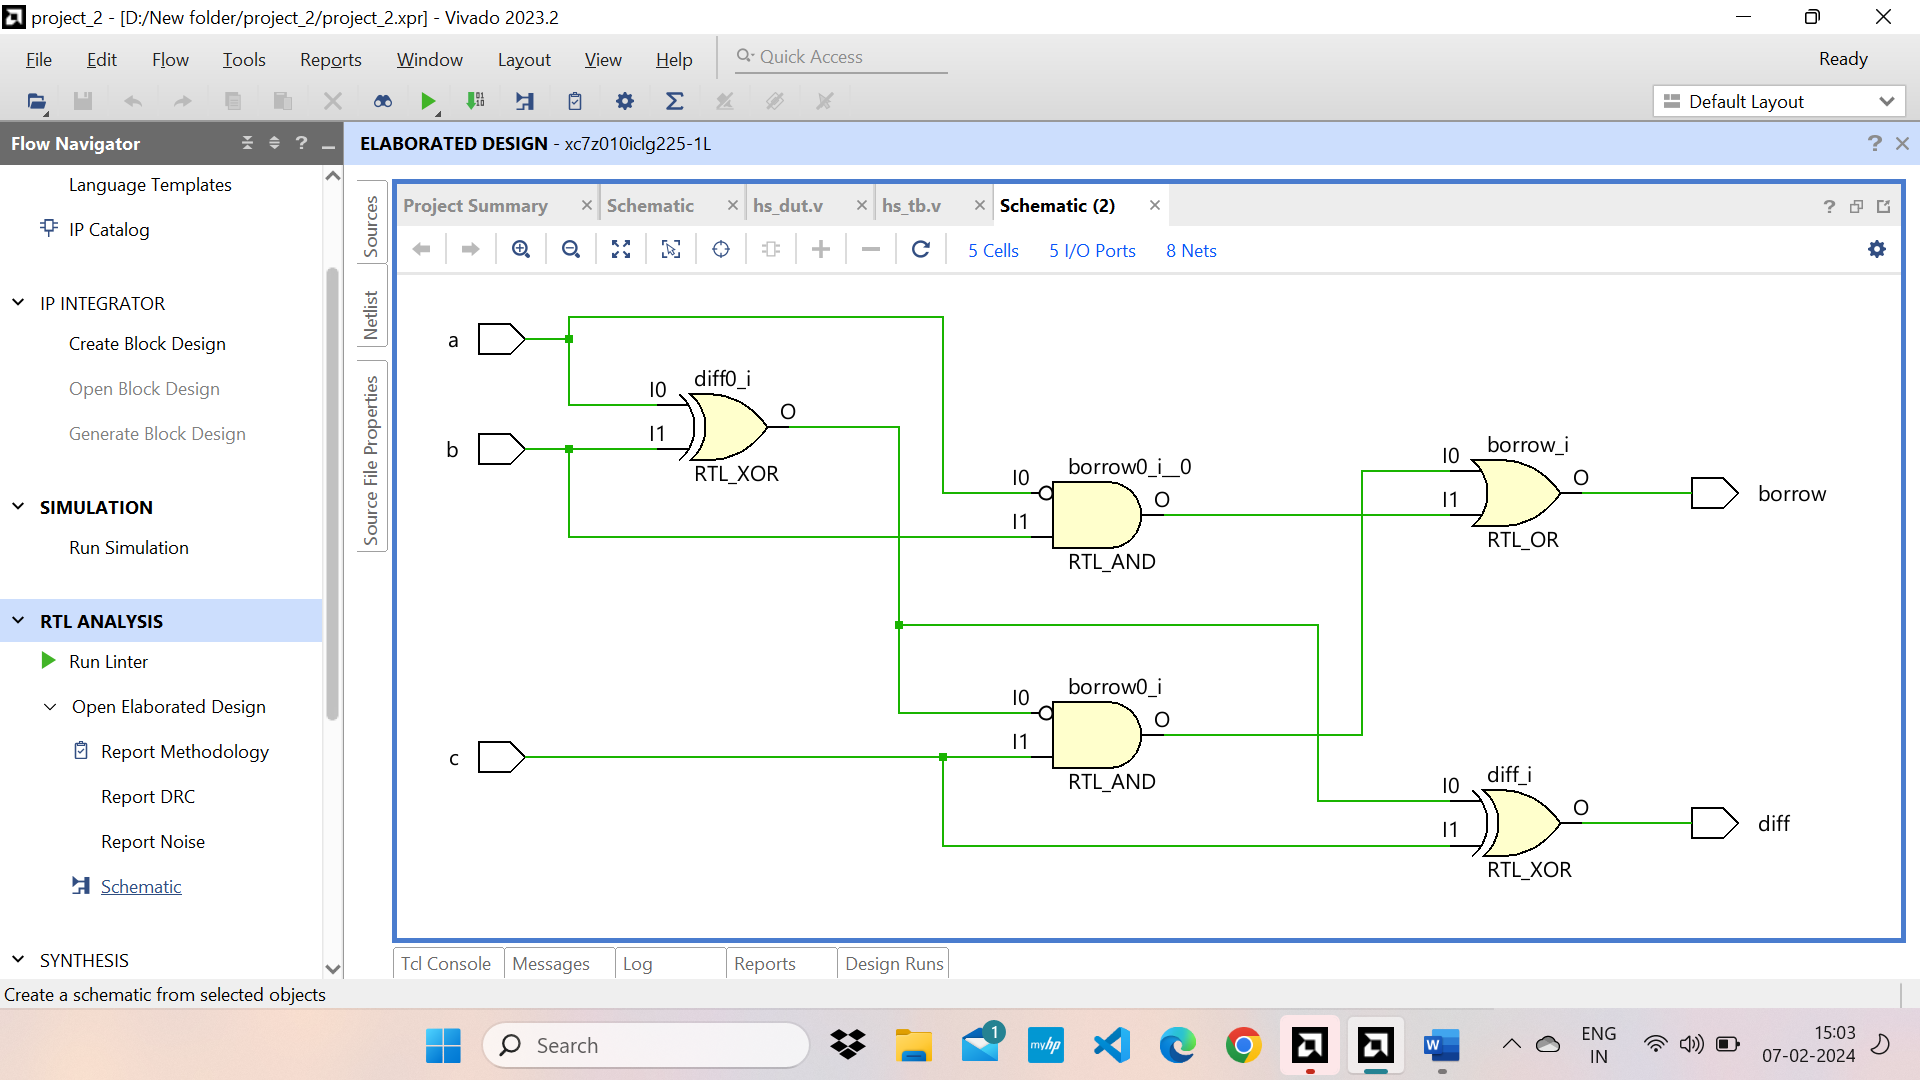 project_2 - [D:/New folder/project_2/project_2.xpr] - Vivado 2023.2
File Edit Flow Tools Reports Window Layout View Help Quick Access Ready
Default Layout
Flow Navigator
ELABORATED DESIGN - xc7z010iclg225-1L
Language Templates
IP Catalog
IP INTEGRATOR
Create Block Design
Open Block Design
Generate Block Design
SIMULATION
Run Simulation
RTL ANALYSIS
Run Linter
Open Elaborated Design
Report Methodology
Report DRC
Report Noise
Schematic
SYNTHESIS
Sources
Netlist
Source File Properties
Project Summary Schematic hs_dut.v hs_tb.v Schematic (2)
5 Cells 5 I/O Ports 8 Nets
a
b
c
I0 diff0_i
I1 O
RTL_XOR
I0 borrow0_i__0
I1 O
RTL_AND
I0 borrow0_i
I1 O
RTL_AND
I0 borrow_i
I1 O
RTL_OR
borrow
I0 diff_i
I1 O
RTL_XOR
diff
Tcl Console Messages Log Reports Design Runs
Create a schematic from selected objects
Search
1
myhp
W
ENG
IN
15:03
07-02-2024